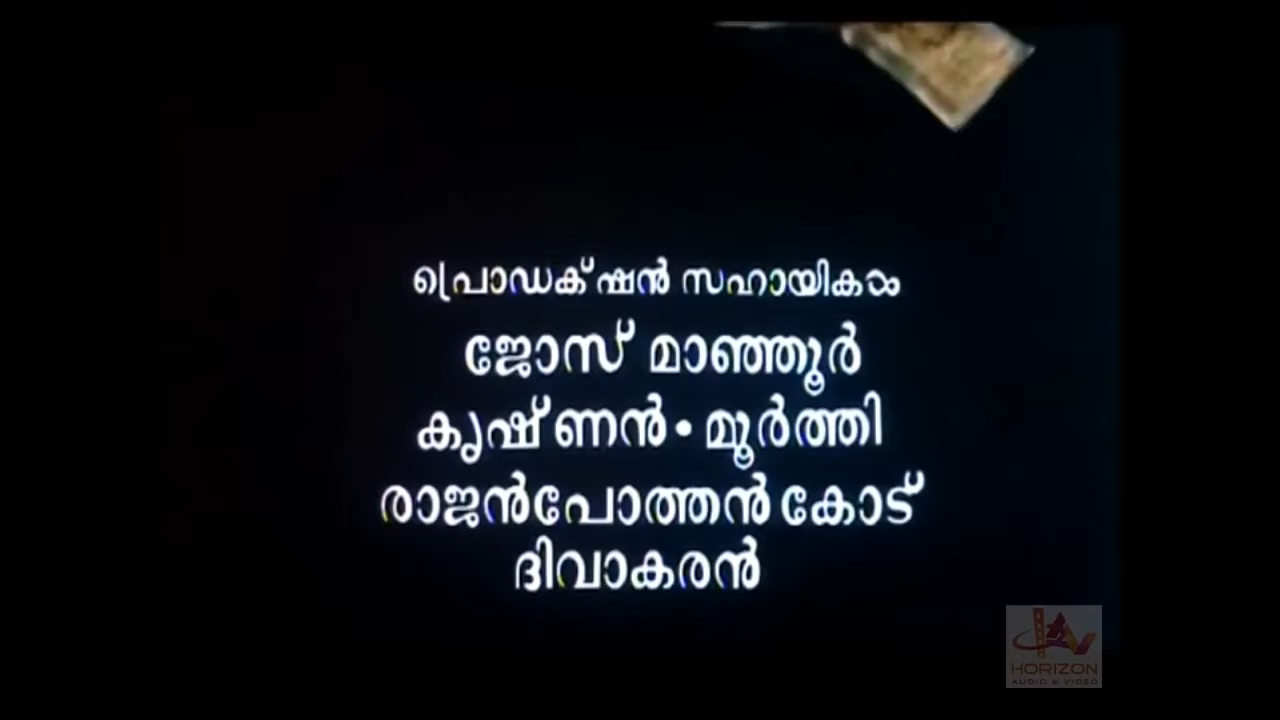 പ്രൊഡക്ഷൻ സഹായികൾ
ജോസ് മാഞ്ഞൂർ
കൃഷ്ണൻ • മൂർത്തി
രാജൻപോത്തൻകോട്
ദിവാകരൻ
HORIZON
AUDIO & VIDEO